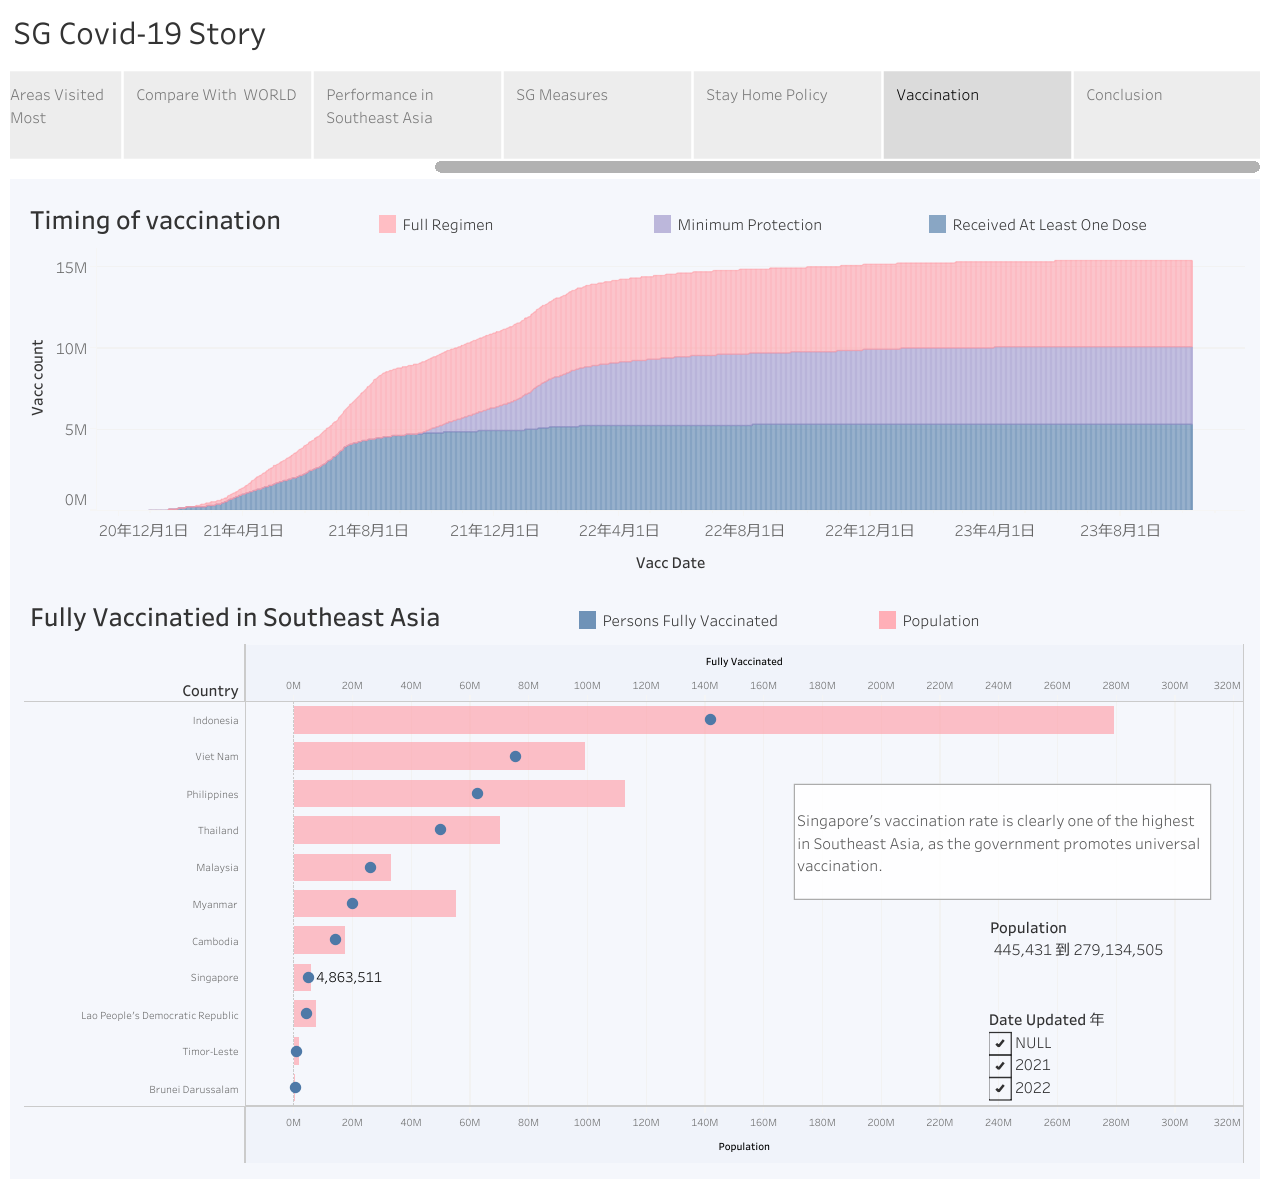 SG Covid-19 Story
Areas Visited
Most
Compare With WORLD
Performance in
Southeast Asia
SG Measures
Stay Home Policy
Vaccination
Conclusion
Timing of vaccination
Full Regimen
Minimum Protection
Received At Least One Dose
15M
10M
5M
0M
Vacc count
20年12月1日 21年4月1日 21年8月1日 21年12月1日 22年4月1日 22年8月1日 22年12月1日 23年4月1日 23年8月1日
Vacc Date
Fully Vaccinatied in Southeast Asia
Persons Fully Vaccinated
Population
Fully Vaccinated
Country
0M 20M 40M 60M 80M 100M 120M 140M 160M 180M 200M 220M 240M 260M 280M 300M 320M
Indonesia
Viet Nam
Philippines
Thailand
Malaysia
Myanmar
Cambodia
Singapore
4,863,511
Lao People's Democratic Republic
Timor-Leste
Brunei Darussalam
Singapore's vaccination rate is clearly one of the highest
in Southeast Asia, as the government promotes universal
vaccination.
Population
445,431 到 279,134,505
Date Updated 年
NULL
2021
2022
0M 20M 40M 60M 80M 100M 120M 140M 160M 180M 200M 220M 240M 260M 280M 300M 320M
Population